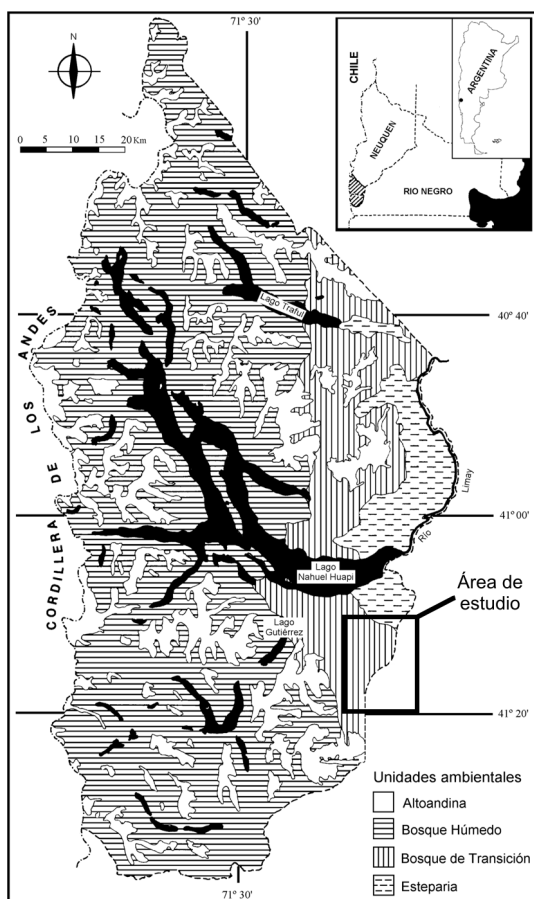 71° 30'
N
0 5 10 15 20 Km
CHILE
NEUQUEN
RIO NEGRO
ARGENTINA
Lago Traful
40° 40'
CORDILLERA DE LOS ANDES
Limay
Río
41° 00'
Lago
Nahuel Huapi
Área de
estudio
Lago
Gutiérrez
41° 20'
Unidades ambientales
Altoandina
Bosque Húmedo
Bosque de Transición
Esteparia
71° 30'